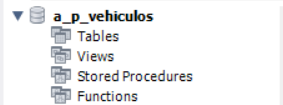 a_p_vehiculos
Tables
Views
Stored Procedures
Functions